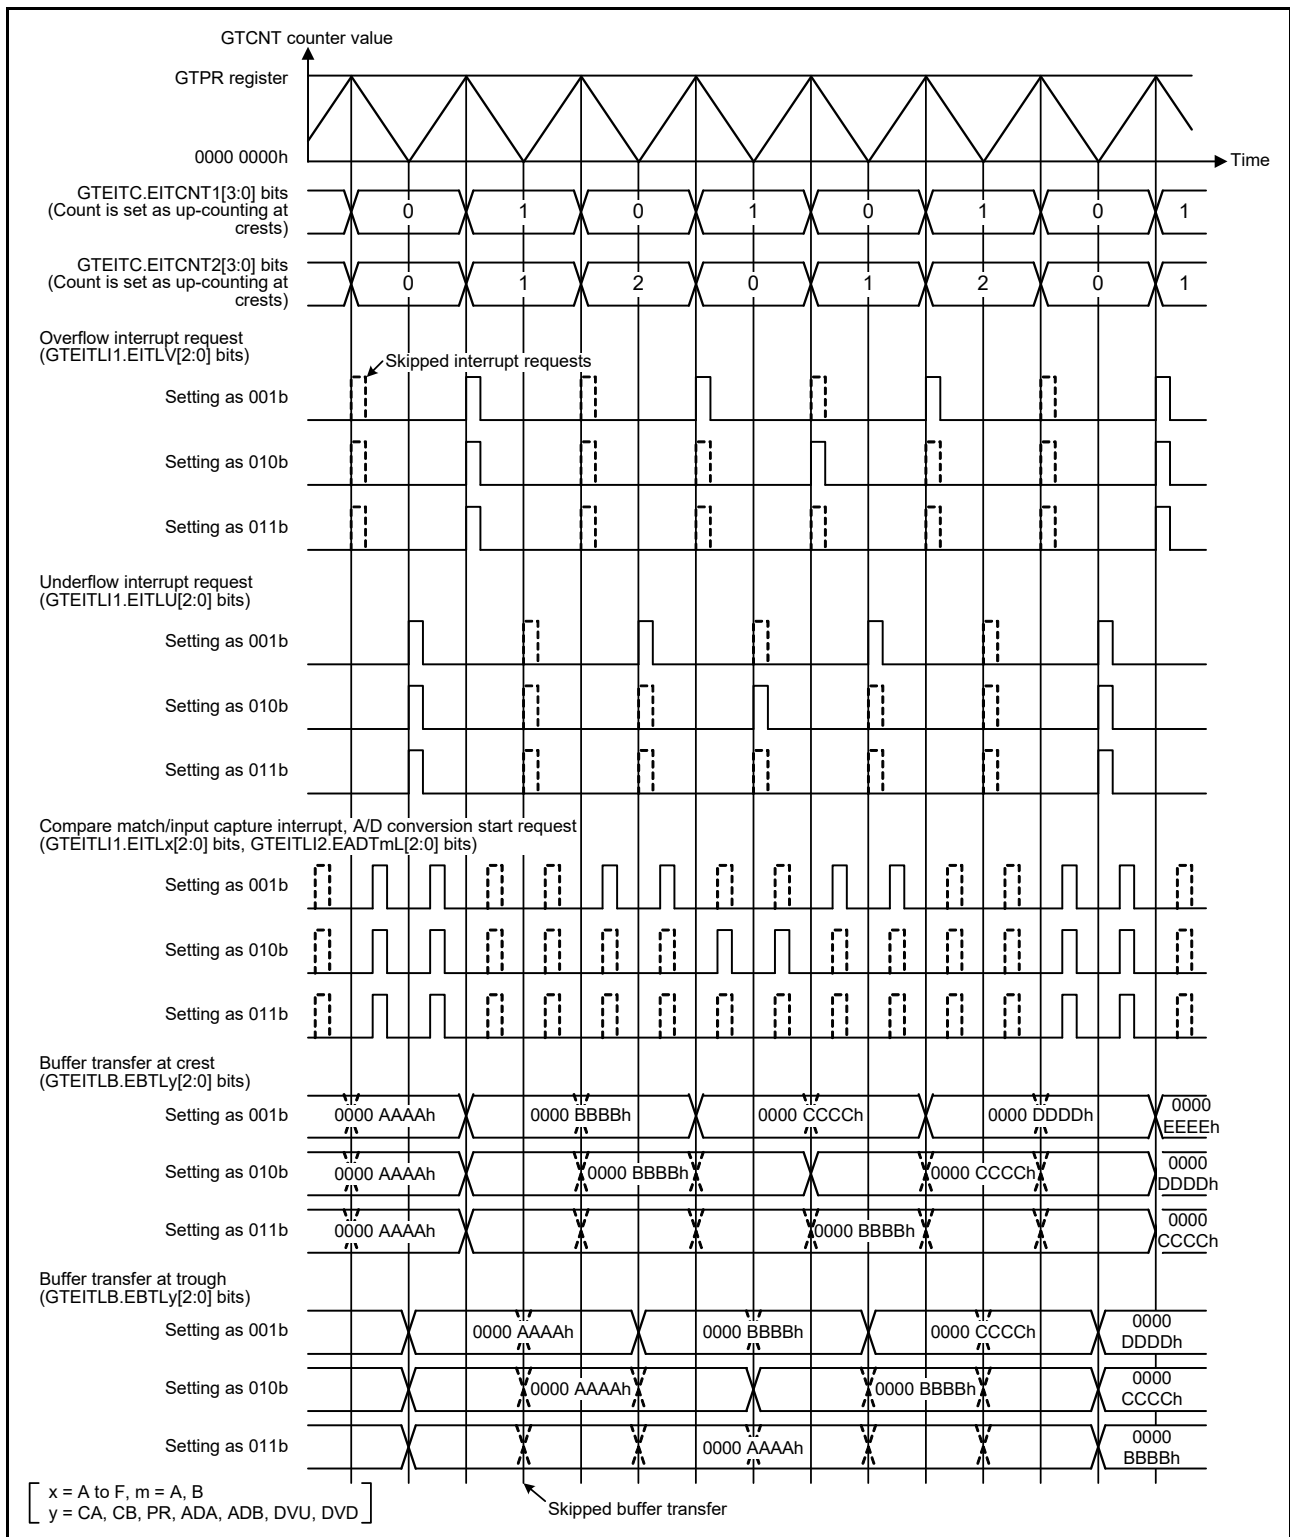 GTCNT counter value
GTPR register
0000 0000h
Time
GTEITC.EITCNT1[3:0] bits
(Count is set as up-counting at
crests)
0 1 0 1 0 1 0 1
GTEITC.EITCNT2[3:0] bits
(Count is set as up-counting at
crests)
0 1 2 0 1 2 0 1
Overflow interrupt request
(GTEITLI1.EITLV[2:0] bits)
Skipped interrupt requests
Setting as 001b
Setting as 010b
Setting as 011b
Underflow interrupt request
(GTEITLI1.EITLU[2:0] bits)
Setting as 001b
Setting as 010b
Setting as 011b
Compare match/input capture interrupt, A/D conversion start request
(GTEITLI1.EITLx[2:0] bits, GTEITLI2.EADTmL[2:0] bits)
Setting as 001b
Setting as 010b
Setting as 011b
Buffer transfer at crest
(GTEITLB.EBTLy[2:0] bits)
Setting as 001b 0000 AAAAh 0000 BBBBh 0000 CCCCh 0000 DDDDh 0000
EEEEh
Setting as 010b 0000 AAAAh 0000 BBBBh 0000 CCCCh 0000
DDDDh
Setting as 011b 0000 AAAAh 0000 BBBBh 0000
CCCCh
Buffer transfer at trough
(GTEITLB.EBTLy[2:0] bits)
Setting as 001b 0000 AAAAh 0000 BBBBh 0000 CCCCh 0000
DDDDh
Setting as 010b 0000 AAAAh 0000 BBBBh 0000
CCCCh
Setting as 011b 0000 AAAAh 0000
BBBBh
x = A to F, m = A, B
y = CA, CB, PR, ADA, ADB, DVU, DVD
Skipped buffer transfer